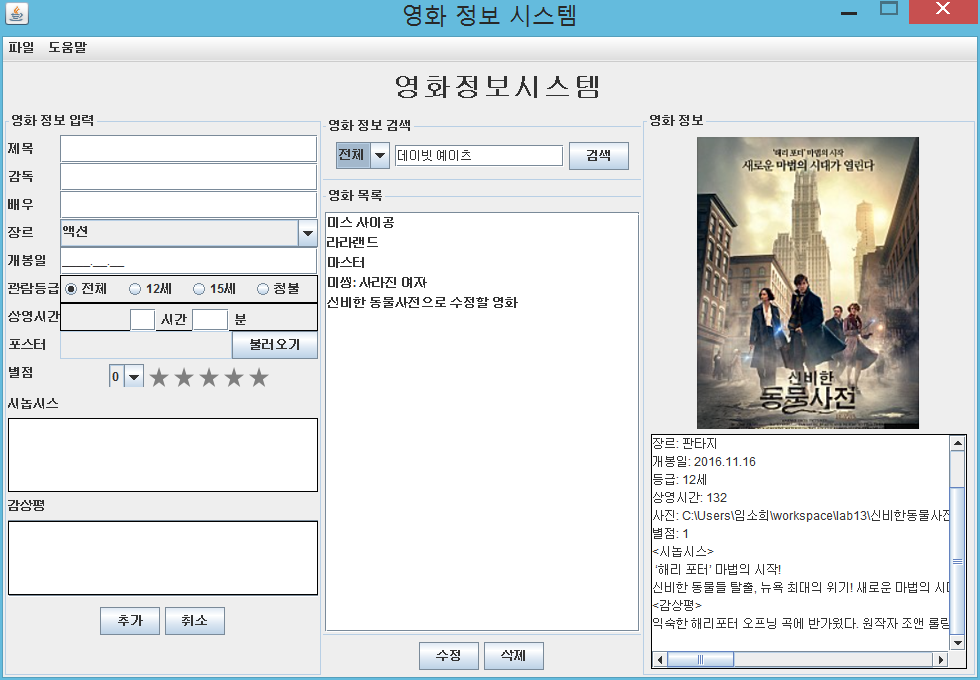 영화 정보 시스템
파일 도움말
영화정보시스템
영화 정보 입력
제목
감독
배우
장르 액션
개봉일 ____.__.__
관람등급 전체 12세 15세 청불
상영시간 시간 분
포스터 불러오기
별점 0 ★★★★★
시놉시스
감상평
추가 취소
영화 정보 검색
전체 데이빗 예이츠 검색
영화 목록
미스 사이공
라라랜드
마스터
미씽: 사라진 여자
신비한 동물사전으로 수정할 영화
수정 삭제
영화 정보
'해리 포터' 마법의 시작
새로운 마법의 시대가 열린다
신비한
동물사전
장르: 판타지
개봉일: 2016.11.16
등급: 12세
상영시간: 132
사진: C:\Users\임소희\workspace\lab13\신비한동물사전
별점: 1
<시놉시스>
'해리 포터' 마법의 시작!
신비한 동물들 탈출, 뉴욕 최대의 위기! 새로운 마법의
<감상평>
익숙한 해리포터 오프닝 곡에 반가웠다. 원작자 조앤 롤링